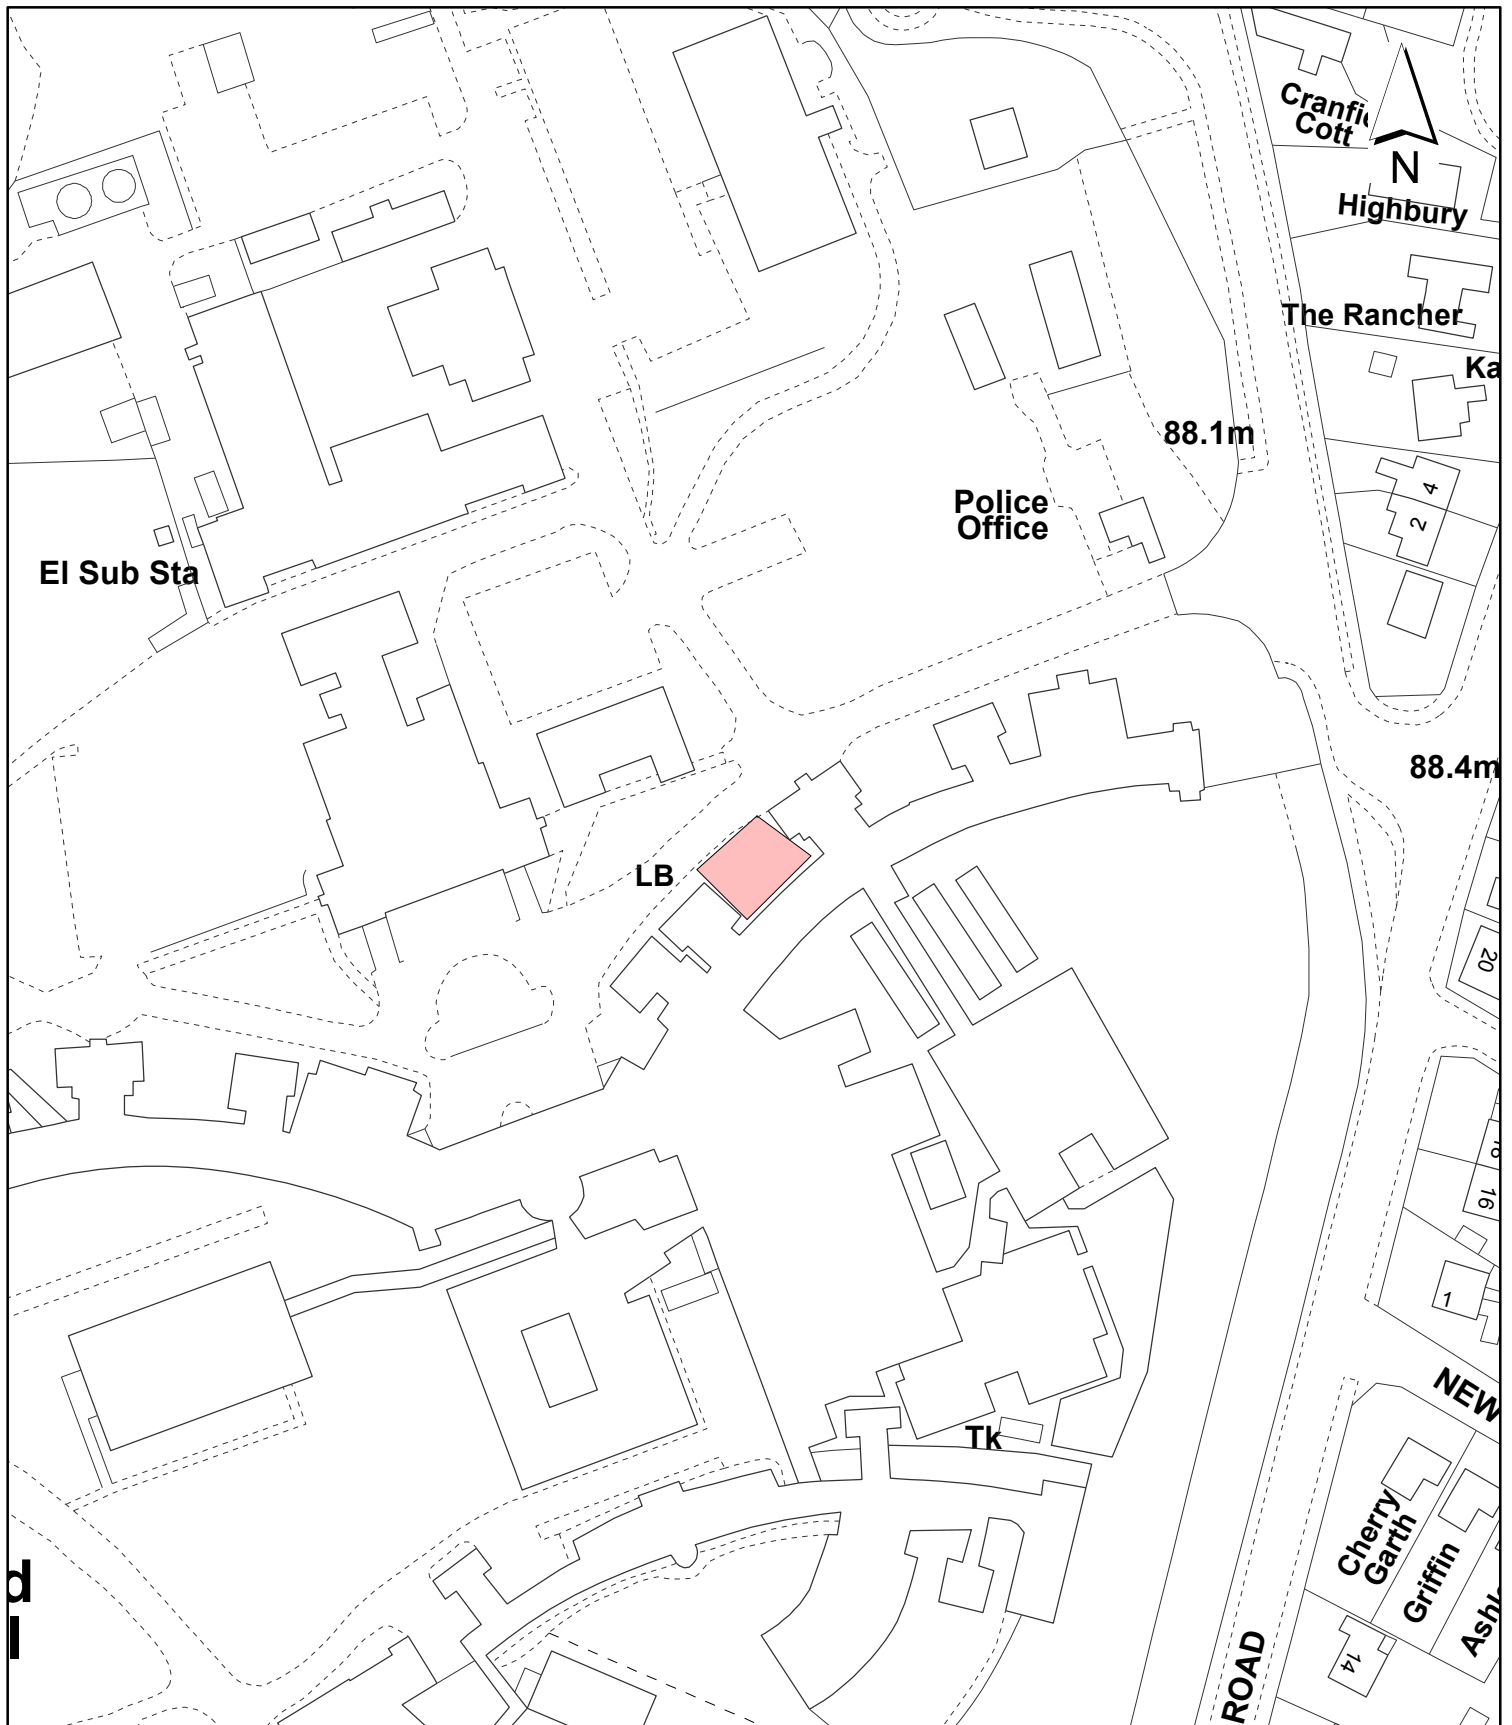 Cranfi
Cott
N
Highbury
The Rancher
Ka
88.1m
4
2
Police
Office
El Sub Sta
88.4m
LB
20
16
1
NEW
Tk
Cherry
Garth
Griffin
Ash
14
ROAD
d
l